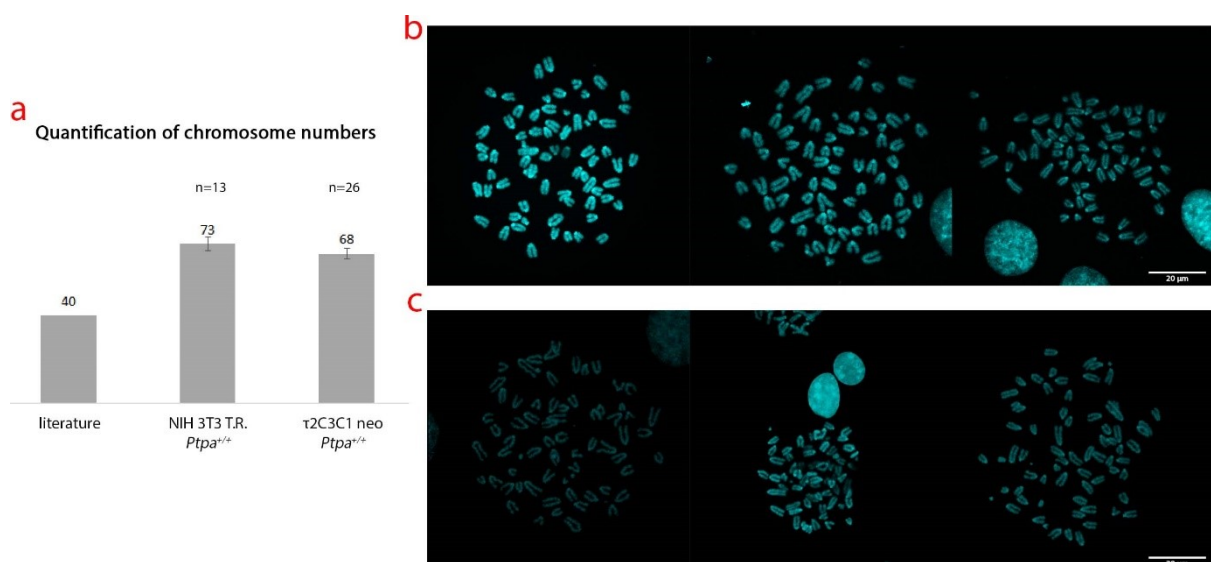 a
Quantification of chromosome numbers
n=13 n=26
73
68
40
literature
NIH 3T3 T.R.
Ptpa+/+
τ2C3C1 neo
Ptpa+/+
b
20 µm
c